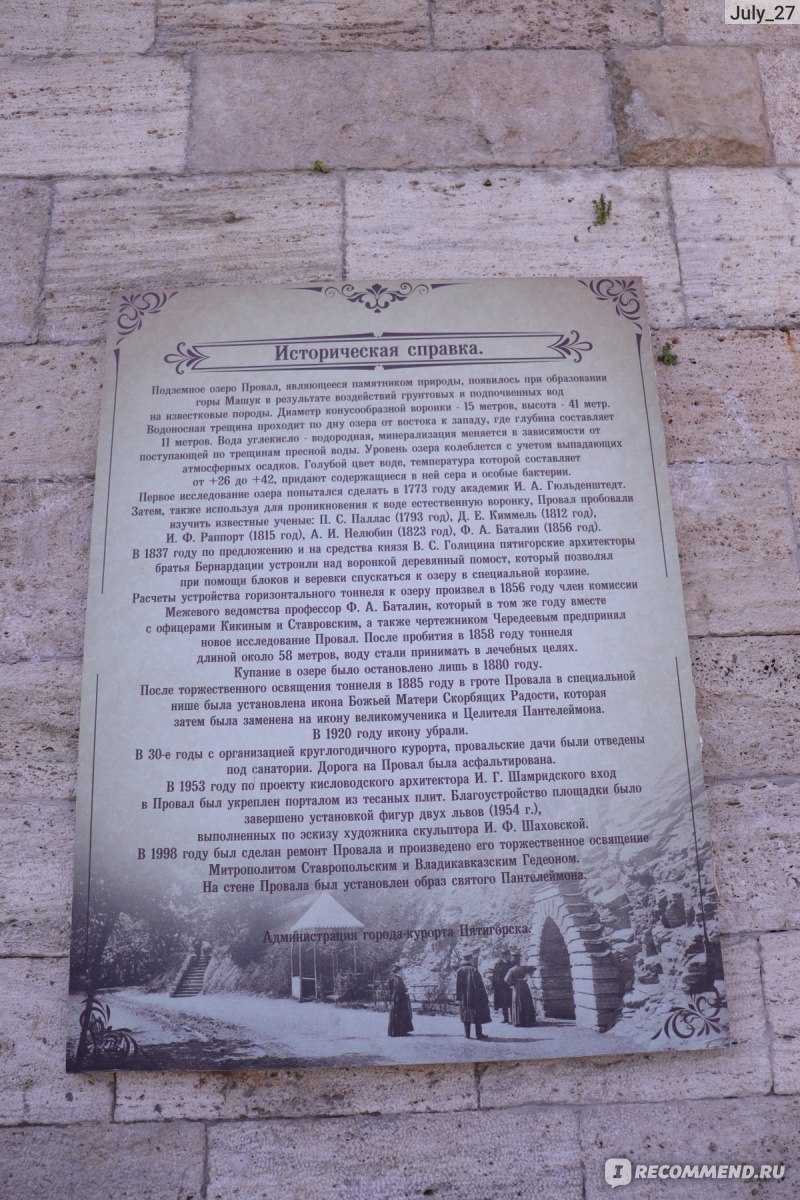 July_27
Историческая справка.
Подземное озеро Провал, являющееся памятником природы, появилось при образовании
горы Машук в результате воздействий грунтовых и подпочвенных вод
на известковые породы. Диаметр конусообразной воронки - 15 метров, высота - 41 метр.
Водоносная трещина проходит по дну озера от востока к западу, где глубина составляет
11 метров. Вода углекисло - водородная, минерализация меняется в зависимости от
поступающей по трещинам пресной воды. Уровень озера колеблется с учетом выпадающих
атмосферных осадков. Голубой цвет воде, температура которой составляет
от +26 до +42, придают содержащиеся в ней сера и особые бактерии.
Первое исследование озера попытался сделать в 1773 году академик И. А. Гюльденштедт.
Затем, также используя для проникновения к воде естественную воронку, Провал пробовали
изучить известные ученые: П. С. Паллас (1793 год), Д. Е. Киммель (1812 год),
И. Ф. Раппорт (1815 год), А. И. Нелюбин (1823 год), Ф. А. Баталин (1856 год).
В 1837 году по предложению и на средства князя В. С. Голицина пятигорские архитекторы
братья Бернардацци устроили над воронкой деревянный помост, который позволял
при помощи блоков и веревки спускаться к озеру в специальной корзине.
Расчеты устройства горизонтального тоннеля к озеру произвел в 1856 году член комиссии
Межевого ведомства профессор Ф. А. Баталин, который в том же году вместе
с офицерами Кикиным и Ставровским, а также чертежником Чередеевым предпринял
новое исследование Провал. После пробития в 1858 году тоннеля
длиной около 58 метров, воду стали принимать в лечебных целях.
Купание в озере было остановлено лишь в 1880 году.
После торжественного освящения тоннеля в 1885 году в гроте Провала в специальной
нише была установлена икона Божьей Матери Скорбящих Радости, которая
затем была заменена на икону великомученика и Целителя Пантелеймона.
В 1920 году икону убрали.
В 30-е годы с организацией круглогодичного курорта, провальские дачи были отведены
под санатории. Дорога на Провал была асфальтирована.
В 1953 году по проекту кисловодского архитектора И. Г. Шамридского вход
в Провал был укреплен порталом из тесаных плит. Благоустройство площадки было
завершено установкой фигур двух львов (1954 г.),
выполненных по эскизу художника скульптора И. Ф. Шаховской.
В 1998 году был сделан ремонт Провала и произведено его торжественное освящение
Митрополитом Ставропольским и Владикавказским Гедеоном.
На стене Провала был установлен образ святого Пантелеймона.
Администрация города-курорта Пятигорска.
IRECOMMEND.RU